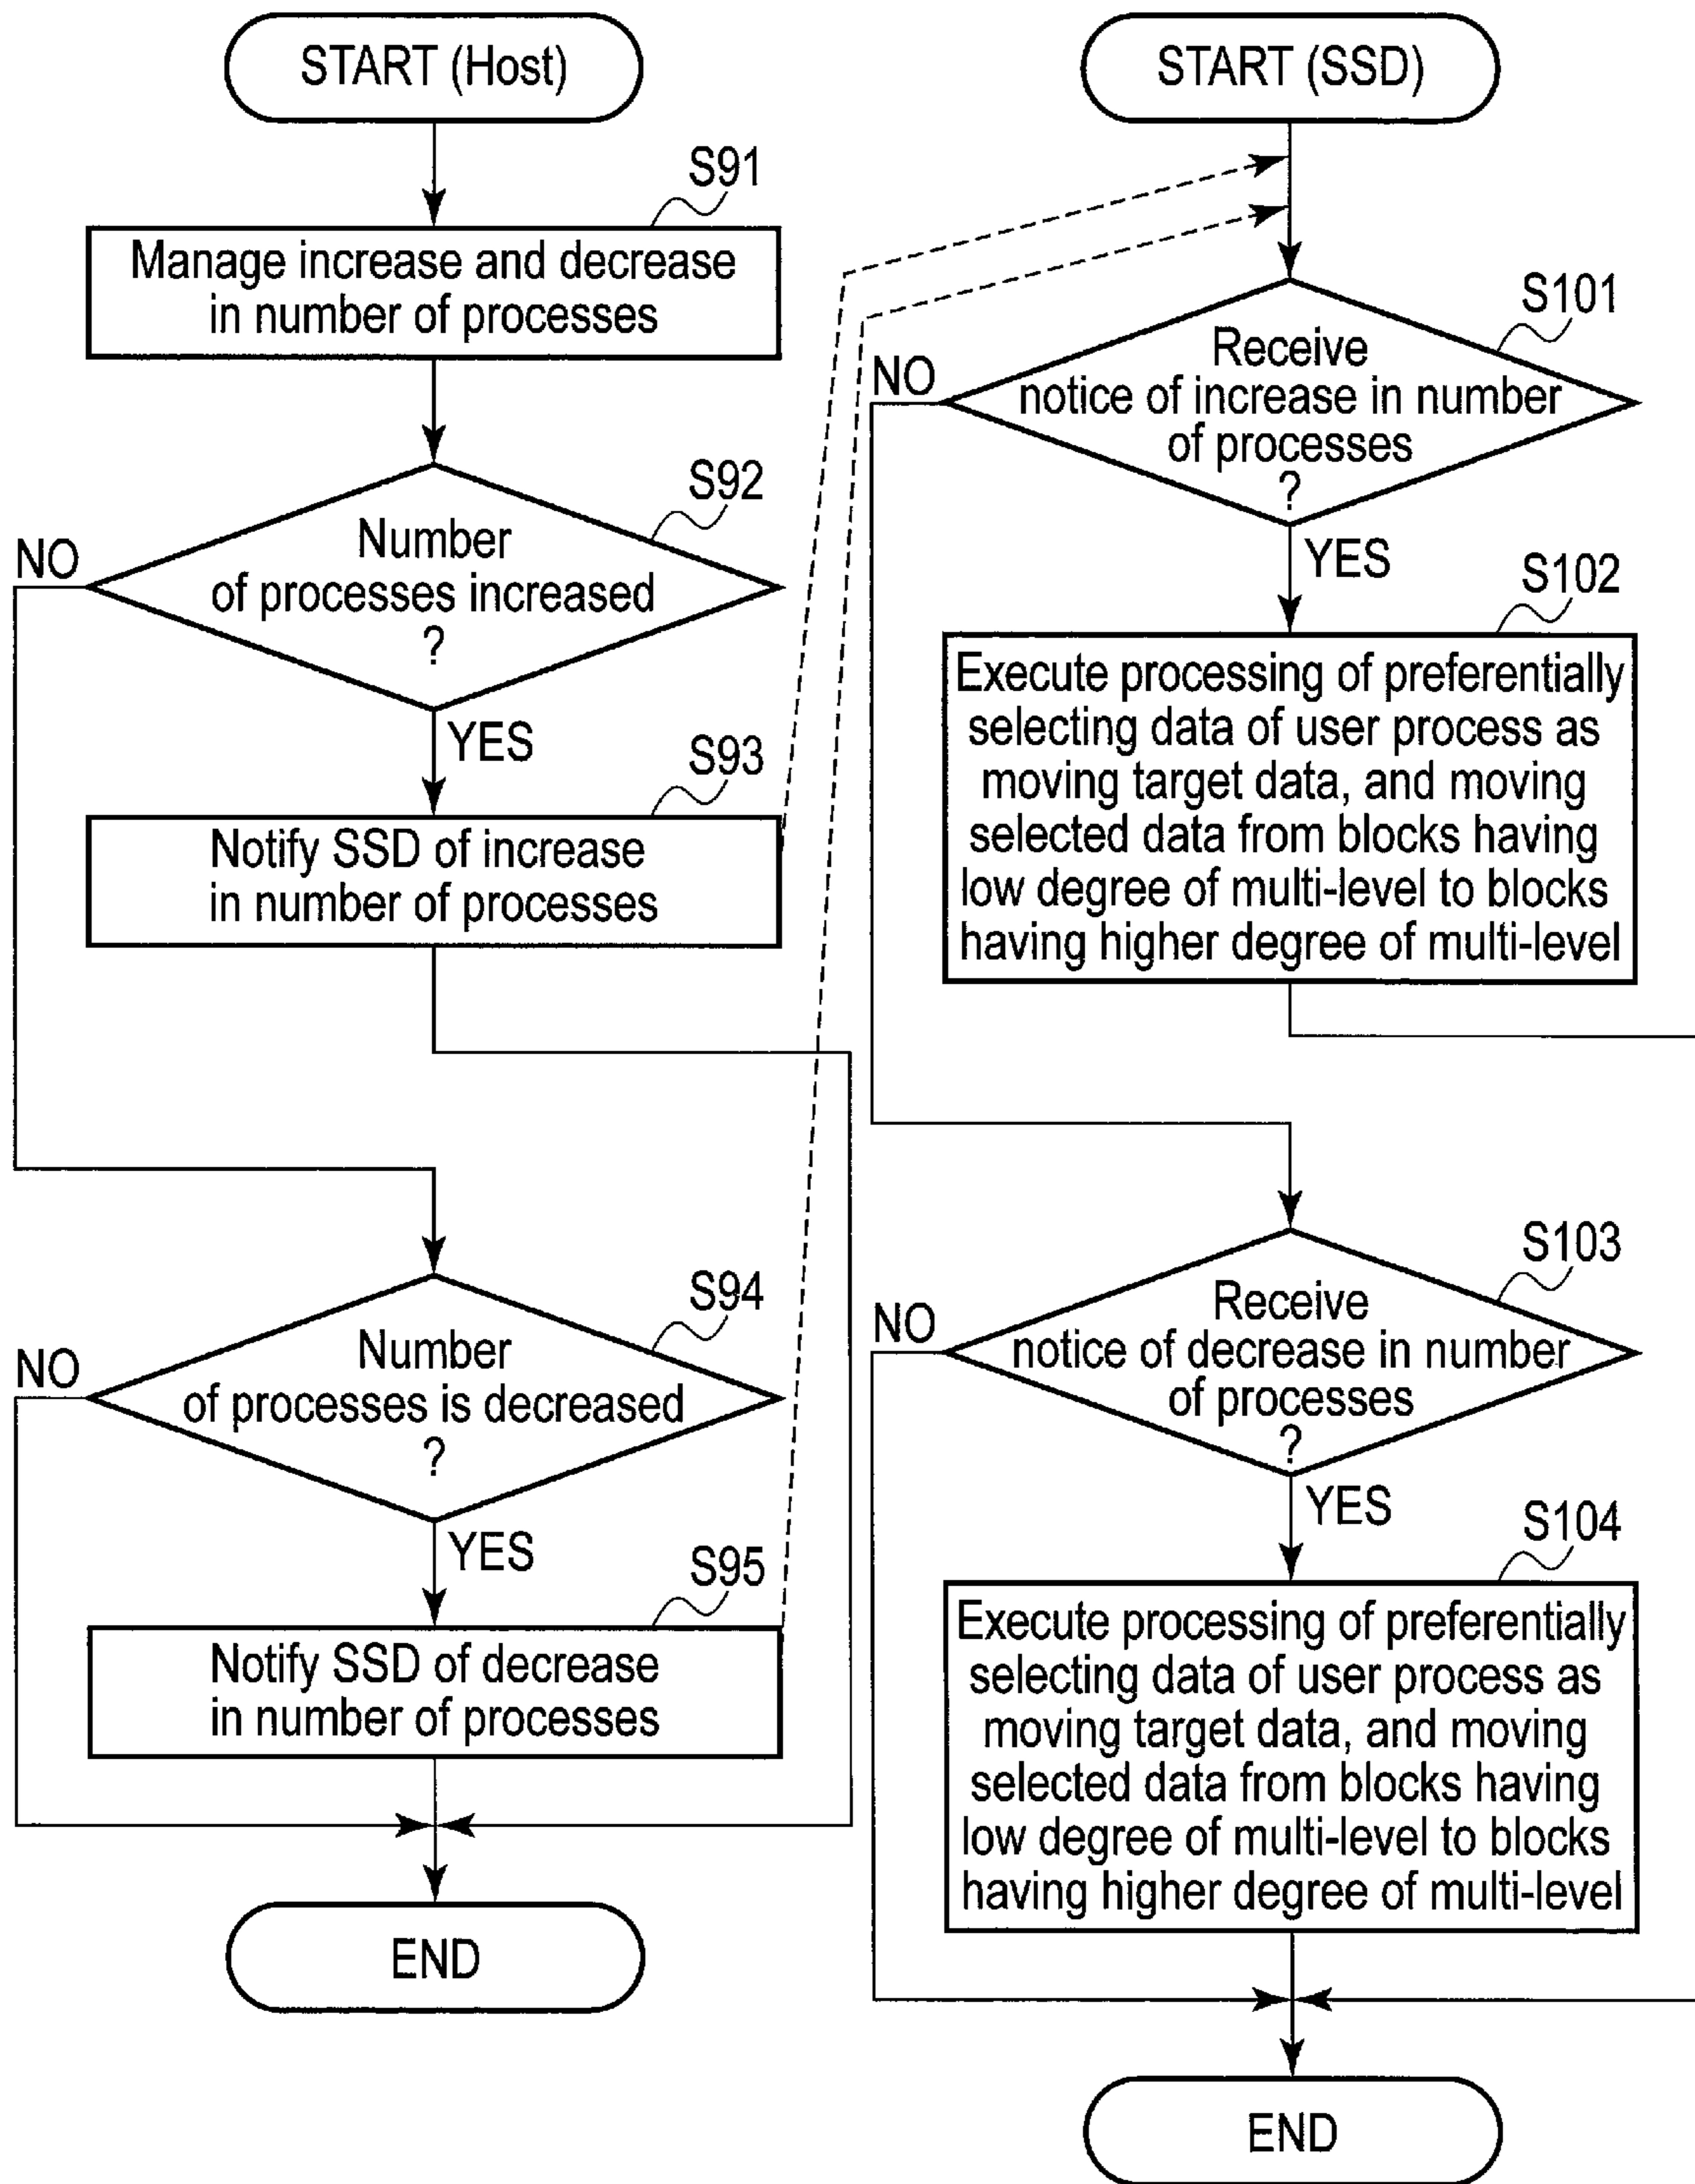 START (Host)
S91
Manage increase and decrease
in number of processes
S92
Number
of processes increased
?
NO
YES
S93
Notify SSD of increase
in number of processes
S94
Number
of processes is decreased
?
NO
YES
S95
Notify SSD of decrease
in number of processes
END
START (SSD)
S101
Receive
notice of increase in number
of processes
?
NO
YES
S102
Execute processing of preferentially
selecting data of user process as
moving target data, and moving
selected data from blocks having
low degree of multi-level to blocks
having higher degree of multi-level
S103
Receive
notice of decrease in number
of processes
?
NO
YES
S104
Execute processing of preferentially
selecting data of user process as
moving target data, and moving
selected data from blocks having
low degree of multi-level to blocks
having higher degree of multi-level
END